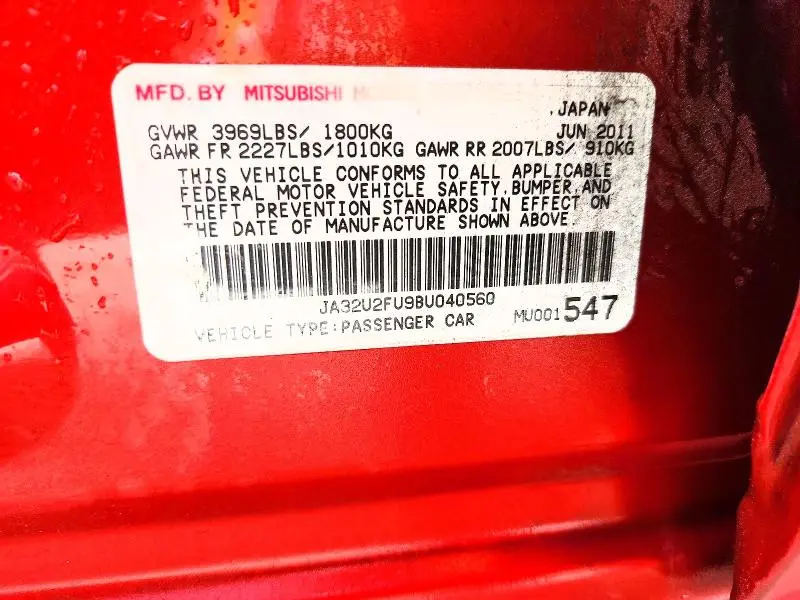 MFD. BY MITSUBISHI
, JAPAN
GVWR 3969LBS/ 1800KG JUN 2011
GAWR FR 2227LBS/1010KG GAWR RR 2007LBS/ 910KG
THIS VEHICLE CONFORMS TO ALL APPLICABLE
FEDERAL MOTOR VEHICLE SAFETY, BUMPER, AND
THEFT PREVENTION STANDARDS IN EFFECT ON
THE DATE OF MANUFACTURE SHOWN ABOVE.
JA32U2FU9BU040560
VEHICLE TYPE:PASSENGER CAR MU001547